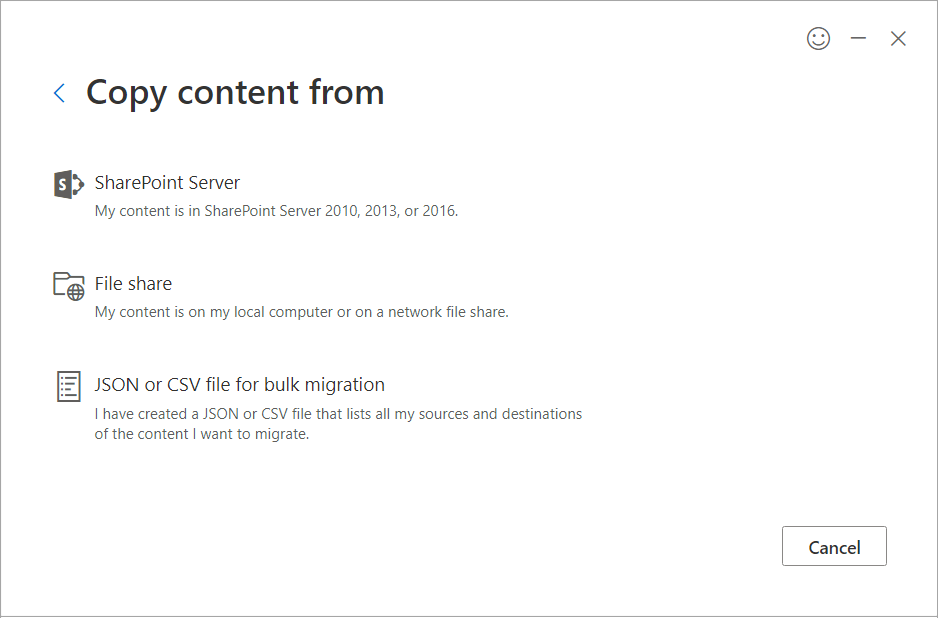 Copy content from
S
SharePoint Server
My content is in SharePoint Server 2010, 2013, or 2016.
File share
My content is on my local computer or on a network file share.
JSON or CSV file for bulk migration
I have created a JSON or CSV file that lists all my sources and destinations
of the content I want to migrate.
Cancel